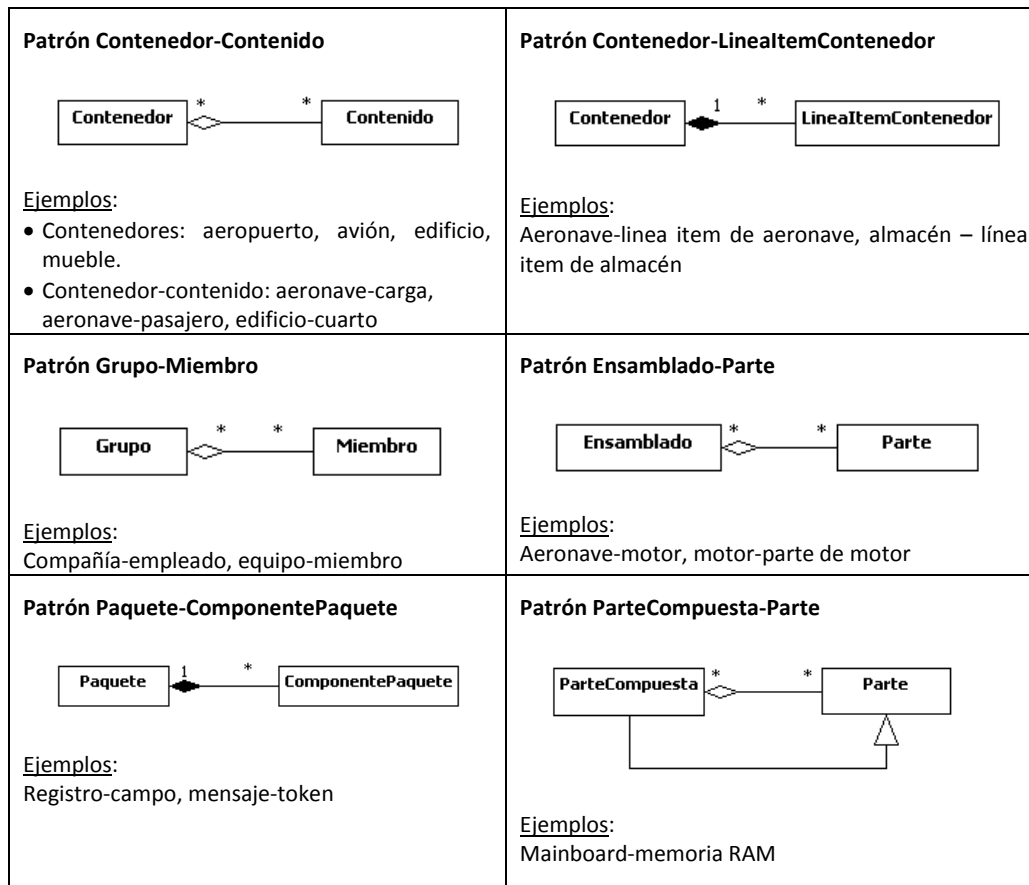 Patrón Contenedor-Contenido
Contenedor * * Contenido
Ejemplos:
• Contenedores: aeropuerto, avión, edificio,
mueble.
• Contenedor-contenido: aeronave-carga,
aeronave-pasajero, edificio-cuarto
Patrón Contenedor-LineaItemContenedor
Contenedor 1 * LineaItemContenedor
Ejemplos:
Aeronave-linea item de aeronave, almacén – línea
item de almacén
Patrón Grupo-Miembro
Grupo * * Miembro
Ejemplos:
Compañía-empleado, equipo-miembro
Patrón Ensamblado-Parte
Ensamblado * * Parte
Ejemplos:
Aeronave-motor, motor-parte de motor
Patrón Paquete-ComponentePaquete
Paquete 1 * ComponentePaquete
Ejemplos:
Registro-campo, mensaje-token
Patrón ParteCompuesta-Parte
ParteCompuesta * * Parte
Ejemplos:
Mainboard-memoria RAM